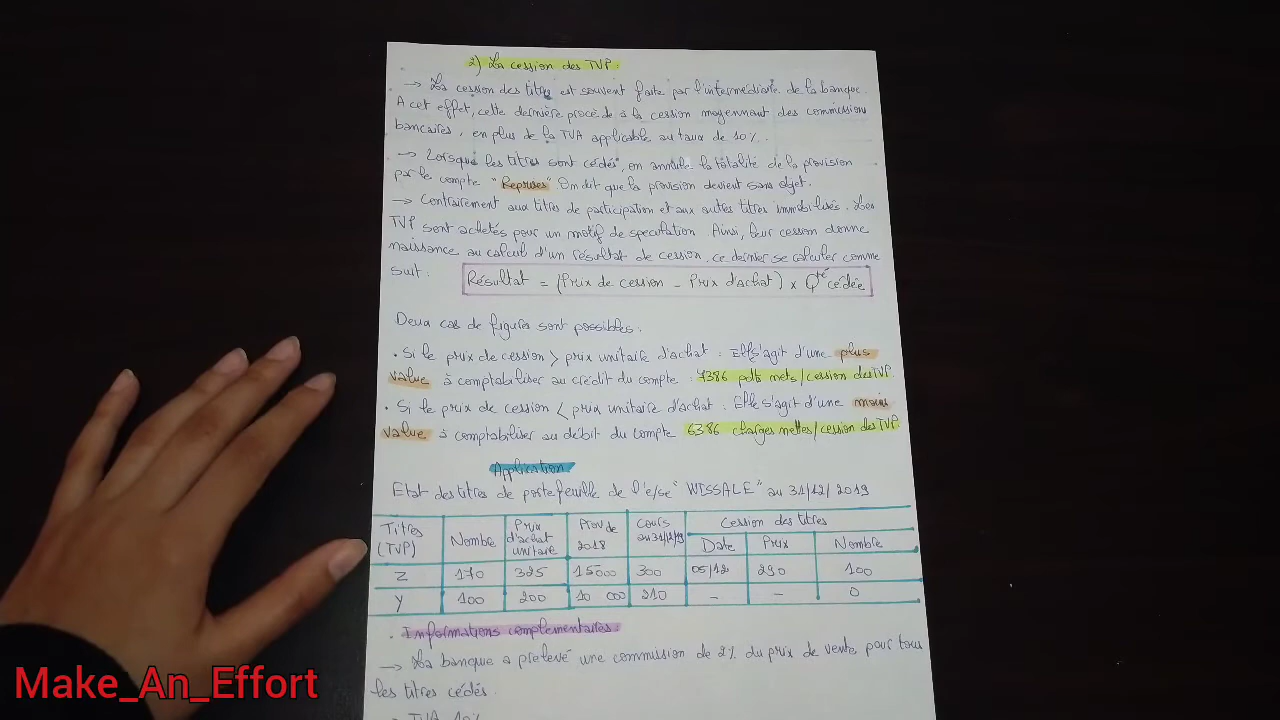 2) La cession des TVP:
→ La cession des titres est souvent faite par l'intermédiaire de la banque.
A cet effet, cette dernière procède à la cession moyennant des commissions
bancaires, en plus de la TVA applicable au taux de 10%.
→ Lorsque les titres sont cédés, on annule la totalité de la provision
par le compte "Reprises". On dit que la provision devient sans objet.
→ Contrairement aux titres de participation et aux autres titres immobilisés. Les
TVP sont achetés pour un motif de speculation. Ainsi, leur cession donne
naissance au calcul d'un résultat de cession, ce dernier se calculer comme
suit:
Résultat = (Prix de cession - Prix d'achat) x Qté cédée
Deux cas de figures sont possibles:
• Si le prix de cession > prix unitaire d'achat: s'agit d'une plus
value à comptabiliser au crédit du compte: 7386 pdts nets/cession des TVP.
• Si le prix de cession < prix unitaire d'achat: Elle s'agit d'une moins
value à comptabiliser au débit du compte 6386 charges nettes/cession des TVP
Application
Etat des titres de portefeuille de l'e/se "WISSALE" au 31/12/2019
Titres (TVP) Nombre Prix d'achat unitaire Prov de 2018 Cours au 31/12/19 Cession des titres
Date Prix Nombre
Z 170 325 15000 300 05/12 290 100
Y 100 200 10 000 210 - - 0
• Informations complémentaires:
→ La banque a prélevé une commission de 2% du prix de vente pour tous
les titres cédés.
- TVA 10%
Make_An_Effort